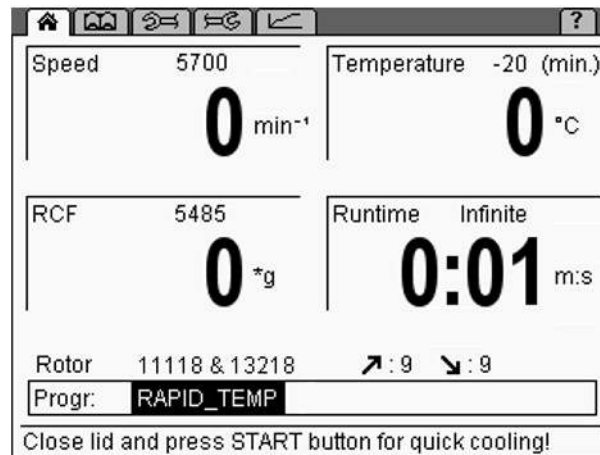 ?
Speed 5700
0 min⁻¹
Temperature -20 (min.)
0 °C
RCF 5485
0 *g
Runtime Infinite
0:01 m:s
Rotor 11118 & 13218 ↗ : 9 ↘ : 9
Progr: RAPID_TEMP
Close lid and press START button for quick cooling!